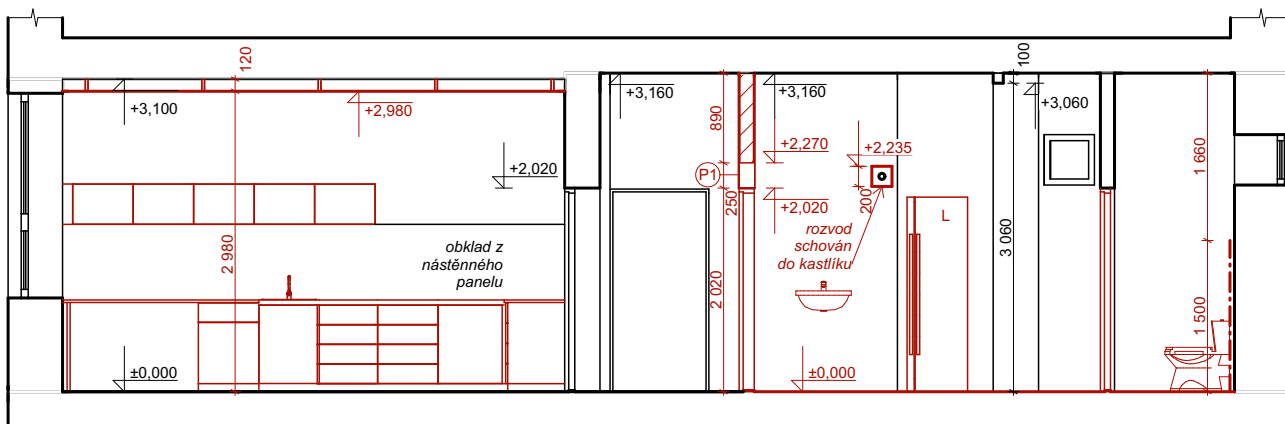 120
+3,100
+2,980
2 980
+2,020
obklad z
nástěnného
panelu
±0,000
+3,160
890
P1
250
2 020
+3,160
+2,270
+2,020
+2,235
200
rozvod
schován
do kastlíku
±0,000
L
100
3 060
+3,060
1 660
1 500